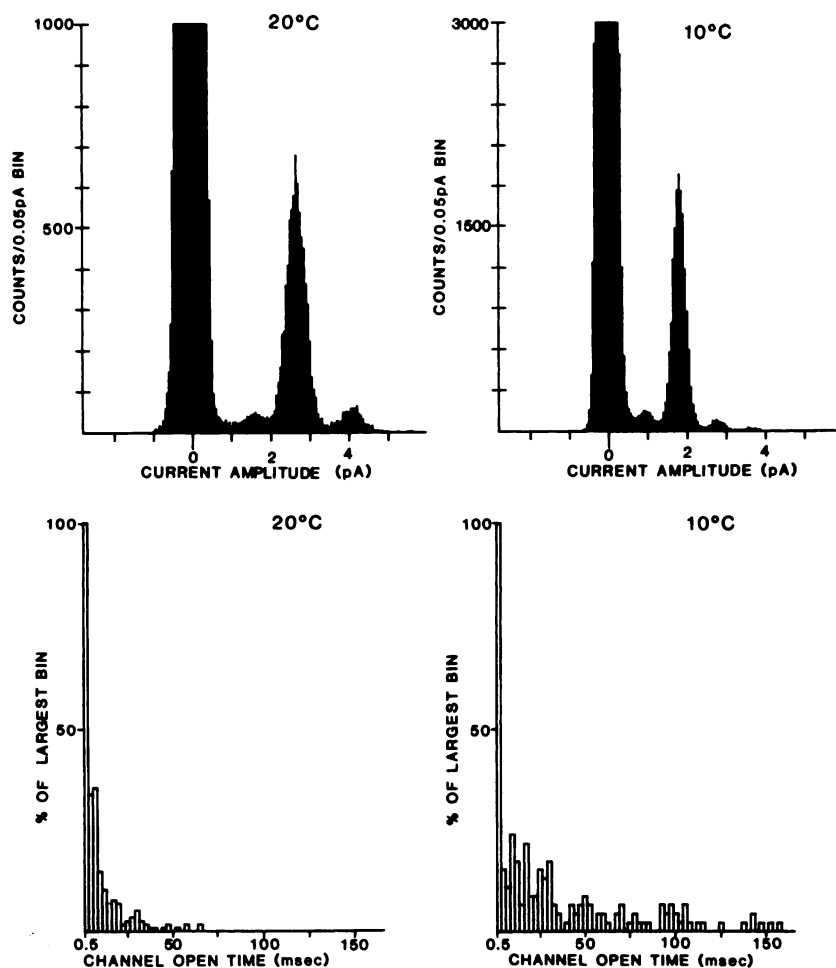 20°C
1000
500
COUNTS/0.05pA BIN
0
2
4
CURRENT AMPLITUDE (pA)
10°C
3000
1500
COUNTS/0.05pA BIN
0
2
4
CURRENT AMPLITUDE (pA)
20°C
100
50
% OF LARGEST BIN
0.5
50
100
150
CHANNEL OPEN TIME (msec)
10°C
100
50
% OF LARGEST BIN
0.5
50
100
150
CHANNEL OPEN TIME (msec)